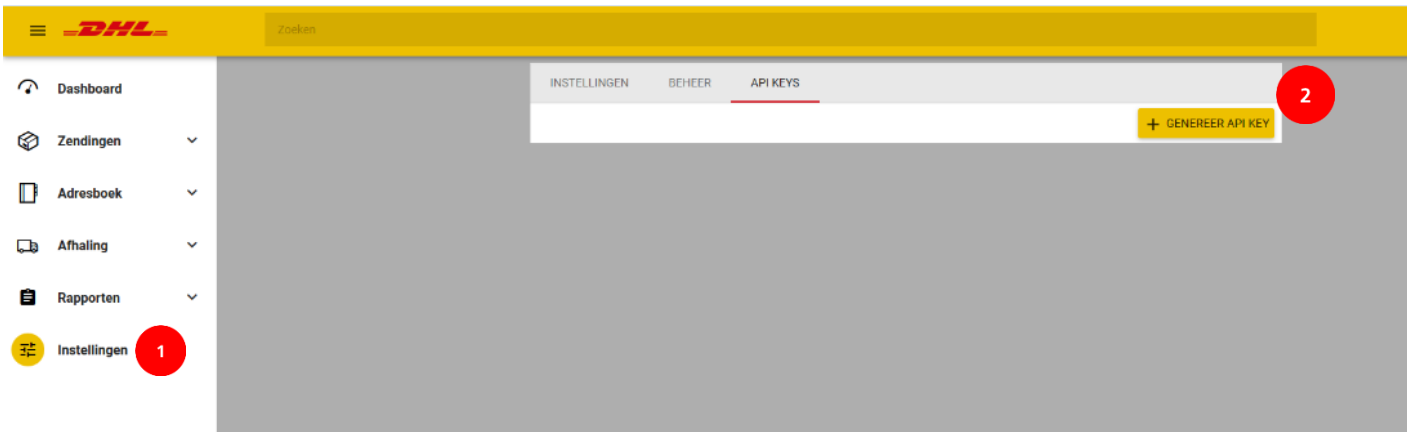 DHL
Zoeken
Dashboard
INSTELLINGEN BEHEER API KEYS
2
+ GENEREER API KEY
Zendingen
Adresboek
Afhaling
Rapporten
Instellingen 1